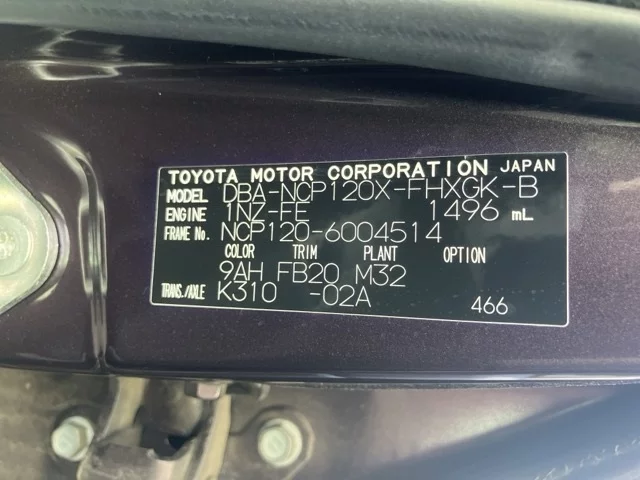 TOYOTA MOTOR CORPORATION JAPAN
MODEL DBA-NCP120X-FHXGK-B
ENGINE 1NZ-FE 1496 mL
FRAME No. NCP120-6004514
COLOR TRIM PLANT OPTION
9AH FB20 M32
TRANS./AXLE K310 -02A
466